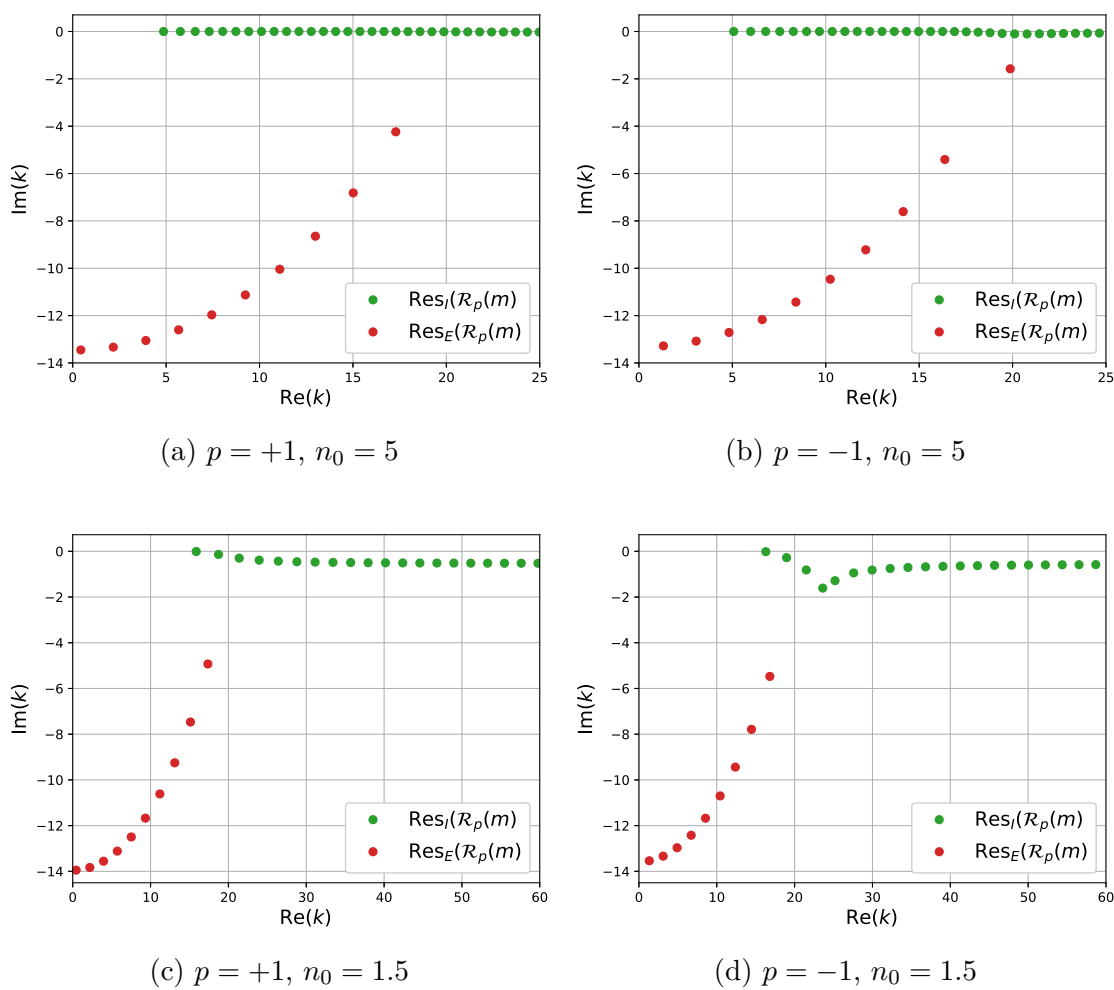 0
−2
−4
−6
−8
−10
−12
−14
Im(k)
0 5 10 15 20 25
Re(k)
Res_I(ℛ_p(m)
Res_E(ℛ_p(m)
(a) p = +1, n_0 = 5
0
−2
−4
−6
−8
−10
−12
−14
Im(k)
0 5 10 15 20 25
Re(k)
Res_I(ℛ_p(m)
Res_E(ℛ_p(m)
(b) p = −1, n_0 = 5
0
−2
−4
−6
−8
−10
−12
−14
Im(k)
0 10 20 30 40 50 60
Re(k)
Res_I(ℛ_p(m)
Res_E(ℛ_p(m)
(c) p = +1, n_0 = 1.5
0
−2
−4
−6
−8
−10
−12
−14
Im(k)
0 10 20 30 40 50 60
Re(k)
Res_I(ℛ_p(m)
Res_E(ℛ_p(m)
(d) p = −1, n_0 = 1.5